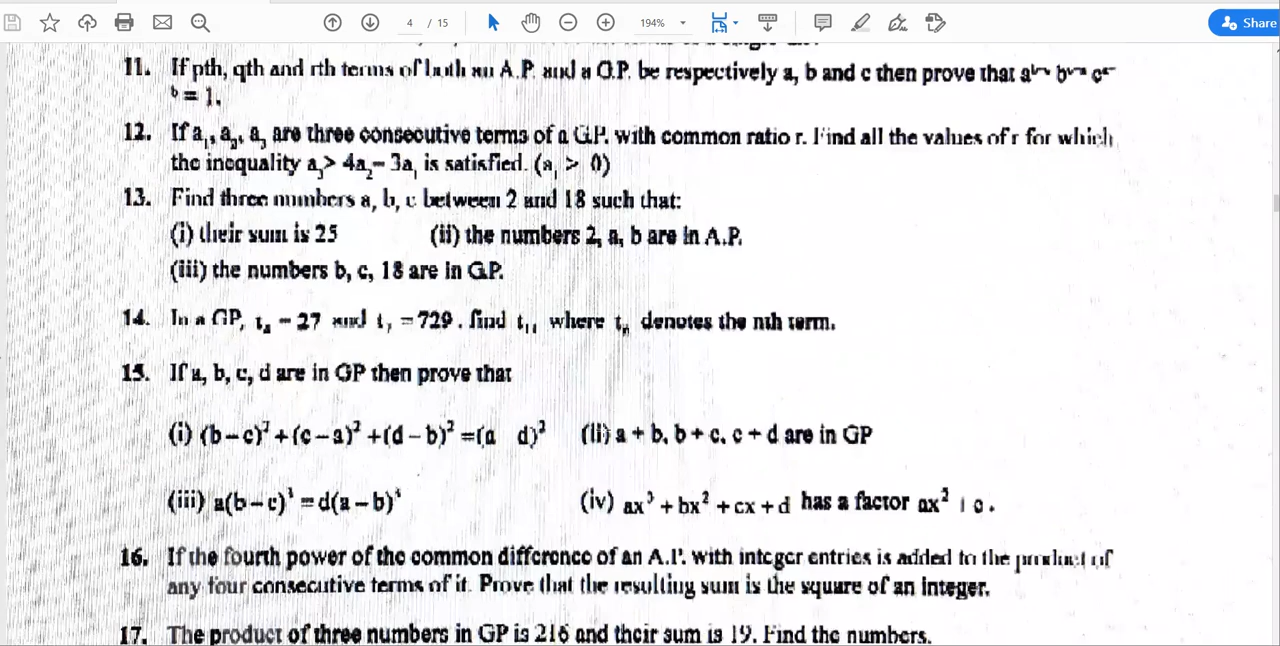 4 / 15 194% Share
11. If pth, qth and rth terms of both an A.P. and a G.P. be respectively a, b and c then prove that
= 1.
12. If a₁, a₂, a₃ are three consecutive terms of a G.P. with common ratio r. Find all the values of r for which
the inequality a₃> 4a₂– 3a₁ is satisfied. (a₁ > 0)
13. Find three numbers a, b, c between 2 and 18 such that:
(i) their sum is 25 (ii) the numbers 2, a, b are in A.P.
(iii) the numbers b, c, 18 are in G.P.
14. In a GP, = 27 and t₇ = 729. find t₁₁ where tₙ denotes the nth term.
15. If a, b, c, d are in GP then prove that
(i) (b – c)² + (c – a)² + (d – b)² = (a d)² (ii) a + b, b + c, c + d are in GP
(iii) a(b – c)³ = d(a – b)³ (iv) ax³ + bx² + cx + d has a factor ax² + c.
16. If the fourth power of the common difference of an A.P. with integer entries is added to the product of
any four consecutive terms of it. Prove that the resulting sum is the square of an integer.
17. The product of three numbers in GP is 216 and their sum is 19. Find the numbers.